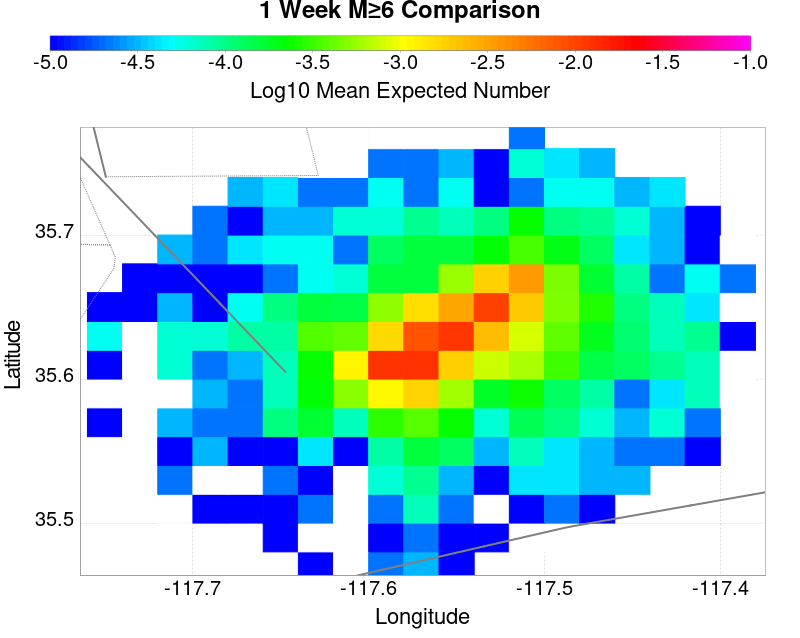 1 Week M≥6 Comparison
-5.0 -4.5 -4.0 -3.5 -3.0 -2.5 -2.0 -1.5 -1.0
Log10 Mean Expected Number
35.7
35.6
35.5
Latitude
-117.7 -117.6 -117.5 -117.4
Longitude